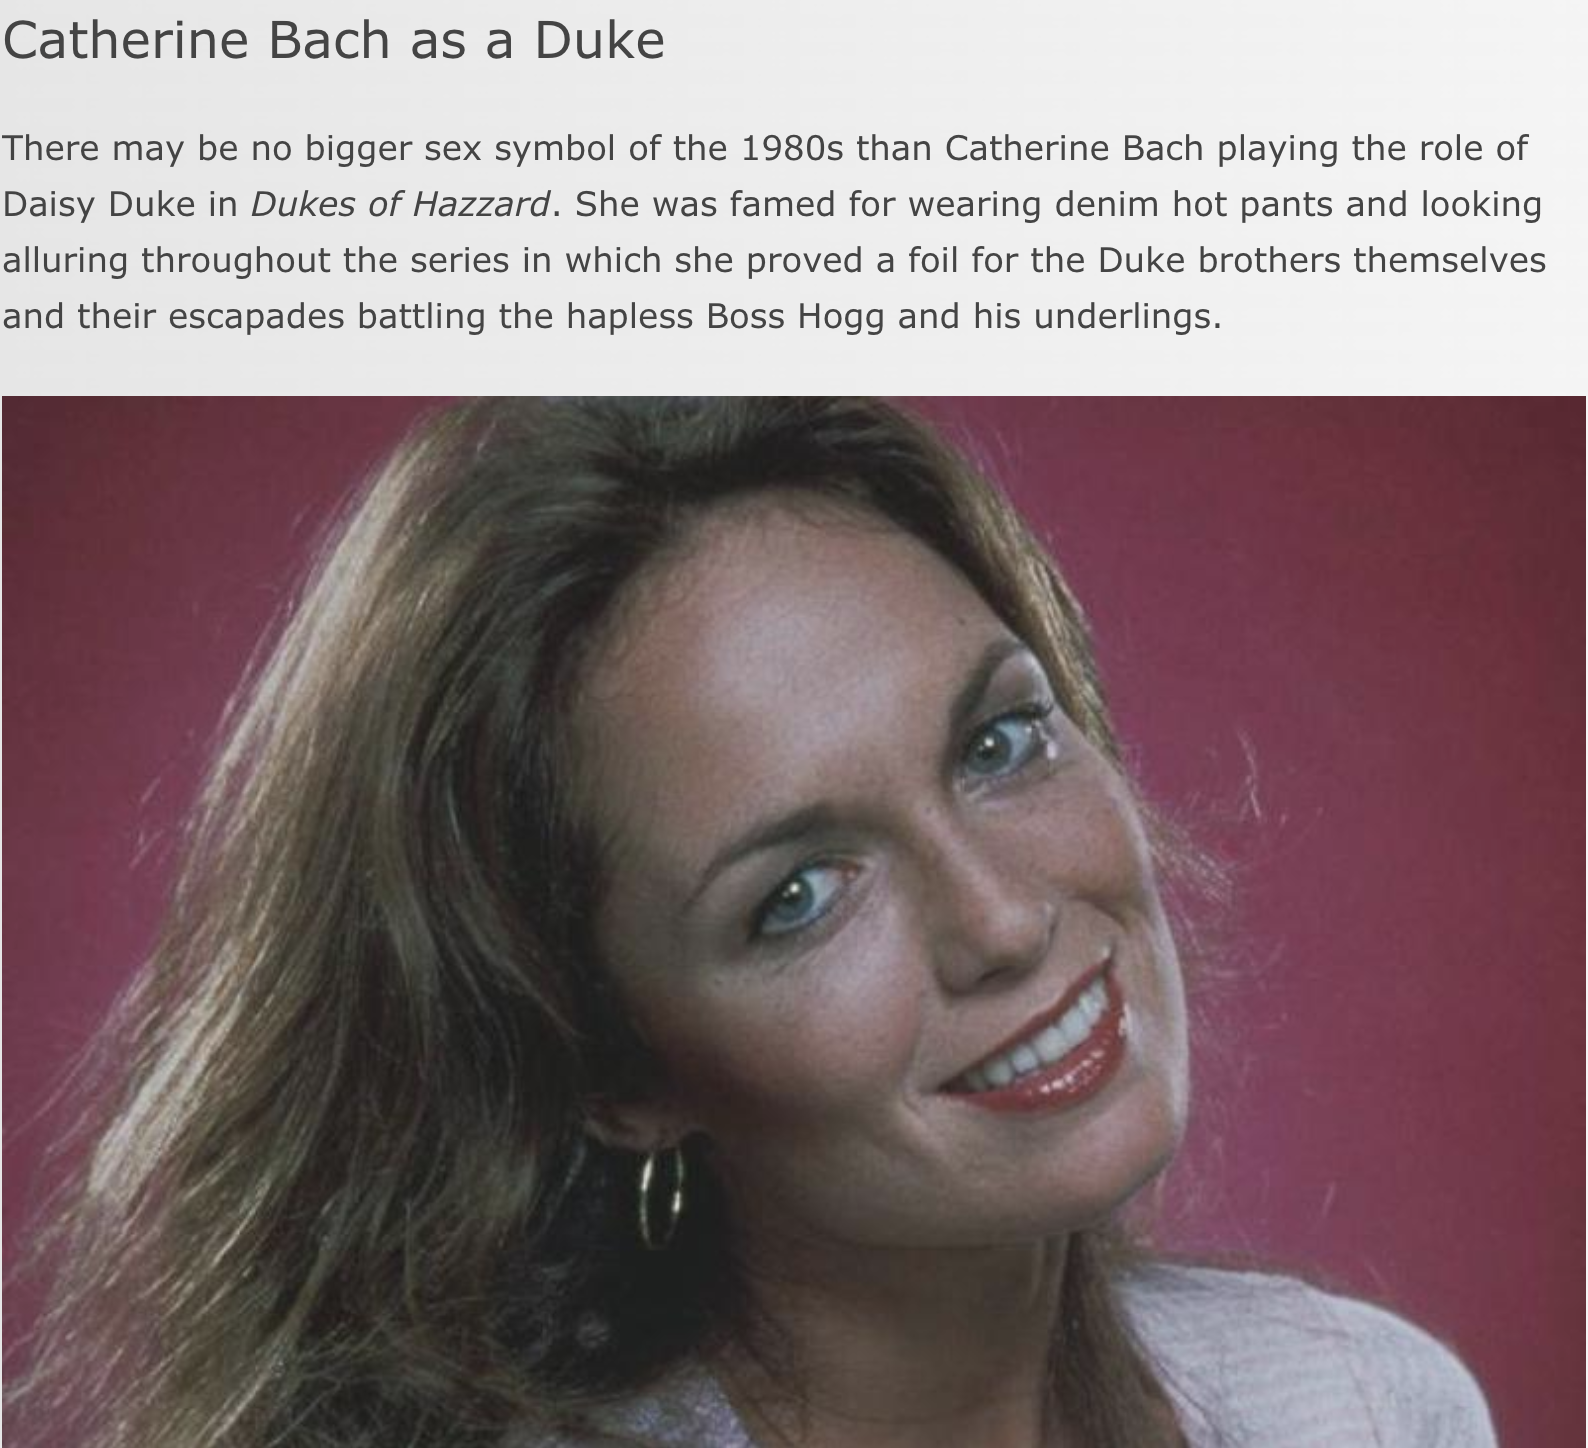 Catherine Bach as a Duke
There may be no bigger sex symbol of the 1980s than Catherine Bach playing the role of
Daisy Duke in Dukes of Hazzard. She was famed for wearing denim hot pants and looking
alluring throughout the series in which she proved a foil for the Duke brothers themselves
and their escapades battling the hapless Boss Hogg and his underlings.